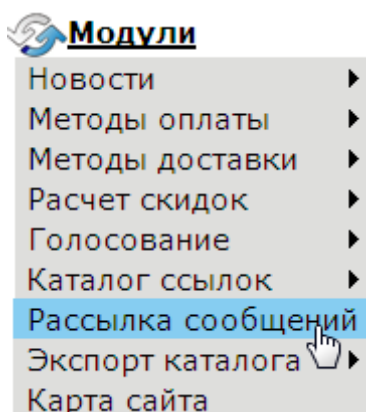 Модули
Новости
Методы оплаты
Методы доставки
Расчет скидок
Голосование
Каталог ссылок
Рассылка сообщений
Экспорт каталога
Карта сайта